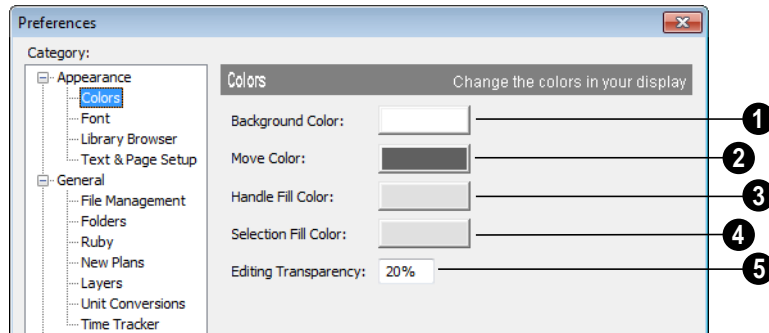 Preferences
Category:
Appearance
Colors
Font
Library Browser
Text & Page Setup
General
File Management
Folders
Ruby
New Plans
Layers
Unit Conversions
Time Tracker
Colors Change the colors in your display
Background Color: 1
Move Color: 2
Handle Fill Color: 3
Selection Fill Color: 4
Editing Transparency: 20% 5